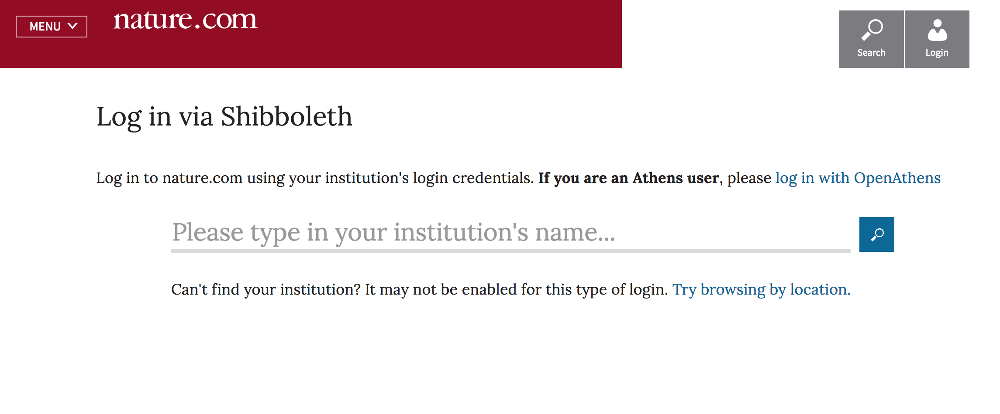 MENU
nature.com
Search
Login
Log in via Shibboleth
Log in to nature.com using your institution's login credentials. If you are an Athens user, please log in with OpenAthens
Please type in your institution's name...
Can't find your institution? It may not be enabled for this type of login. Try browsing by location.